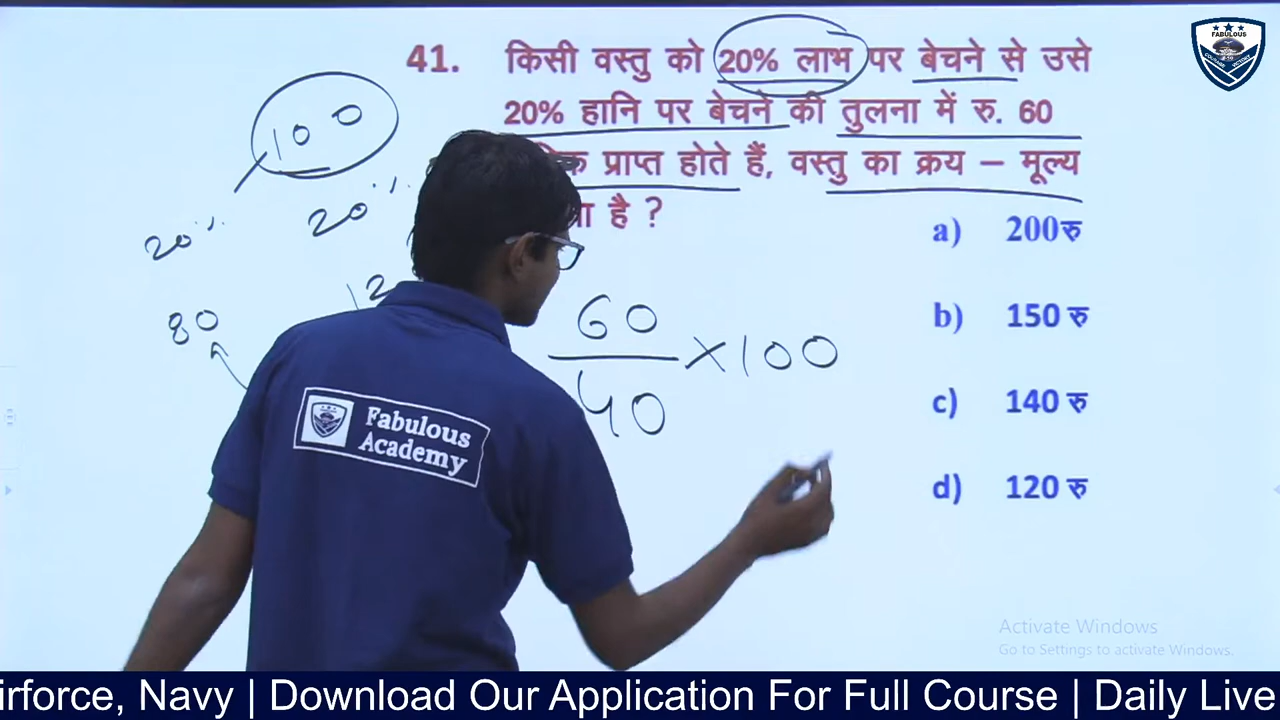 41. किसी वस्तु को 20% लाभ पर बेचने से उसे
20% हानि पर बेचने की तुलना में रु. 60
प्राप्त होते हैं, वस्तु का क्रय – मूल्य
है ?
a) 200रु
b) 150 रु
c) 140 रु
d) 120 रु
100
20%
20%
80
12
60
40
×100
FABULOUS
Fabulous
Academy
Activate Windows
Go to Settings to activate Windows.
irforce, Navy | Download Our Application For Full Course | Daily Live